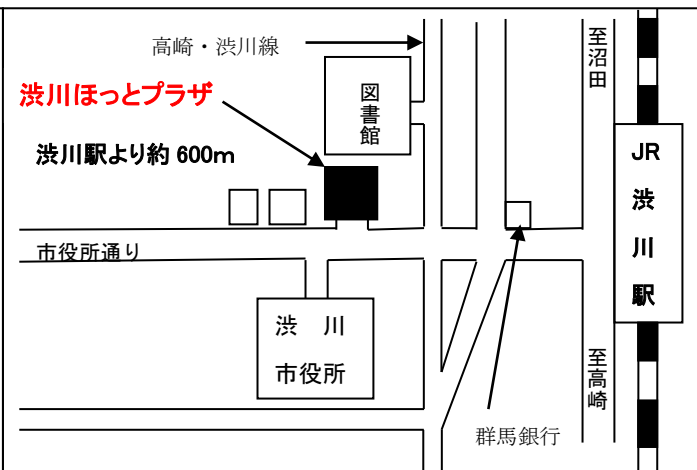 高崎・渋川線
至沼田
渋川ほっとプラザ
図書館
渋川駅より約 600m
JR渋川駅
市役所通り
渋 川
市役所
至高崎
群馬銀行